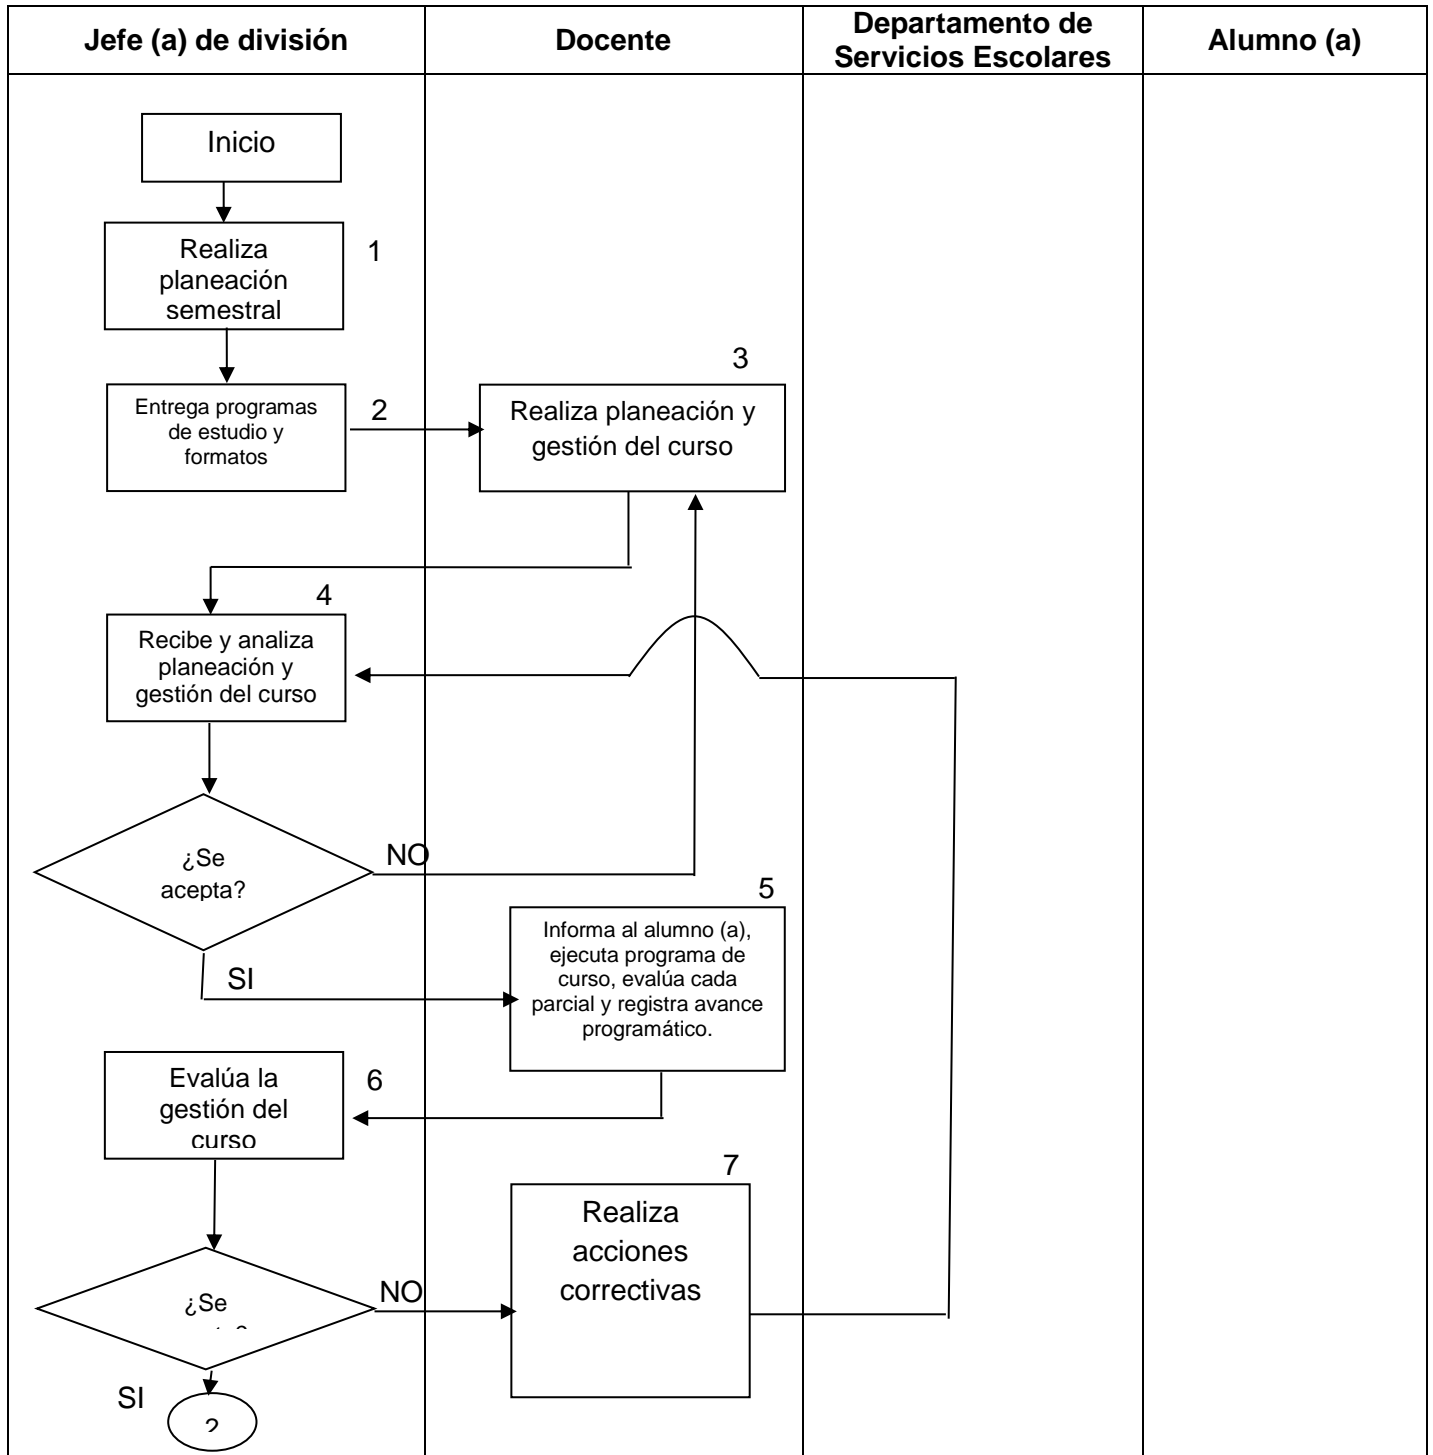 Jefe (a) de división
Docente
Departamento de
Servicios Escolares
Alumno (a)
Inicio
Realiza
planeación
semestral
1
Entrega programas
de estudio y
formatos
2
3
Realiza planeación y
gestión del curso
4
Recibe y analiza
planeación y
gestión del curso
¿Se
acepta?
NO
SI
5
Informa al alumno (a),
ejecuta programa de
curso, evalúa cada
parcial y registra avance
programático.
Evalúa la
gestión del
curso
6
7
Realiza
acciones
correctivas
¿Se
NO
SI
2